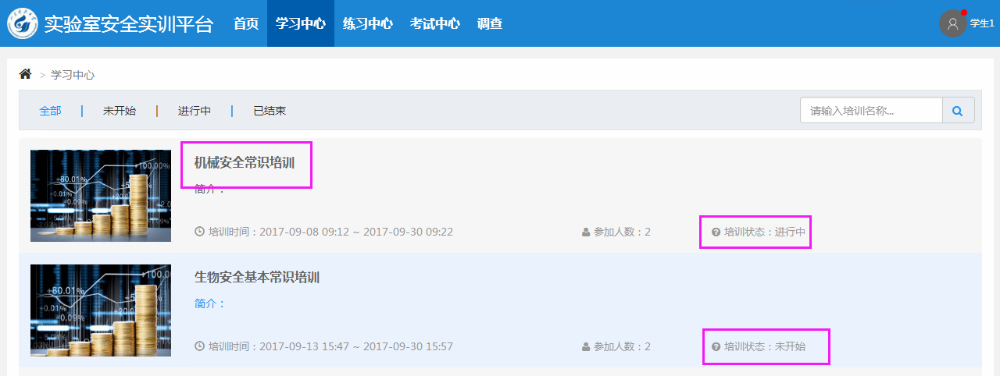 实验室安全实训平台 首页 学习中心 练习中心 考试中心 调查 学生1
> 学习中心
全部 | 未开始 | 进行中 | 已结束 请输入培训名称...
机械安全常识培训
简介：
培训时间：2017-09-08 09:12 ~ 2017-09-30 09:22 参加人数：2 培训状态：进行中
生物安全基本常识培训
简介：
培训时间：2017-09-13 15:47 ~ 2017-09-30 15:57 参加人数：2 培训状态：未开始